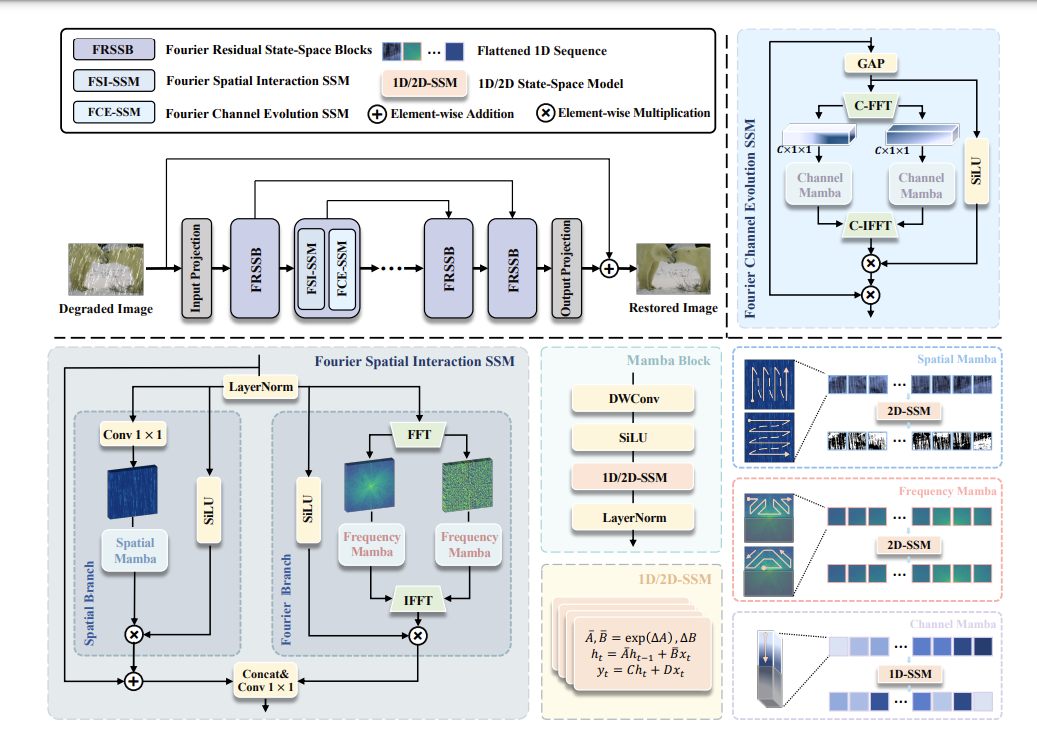 FRSSB Fourier Residual State-Space Blocks
... Flattened 1D Sequence
FSI-SSM Fourier Spatial Interaction SSM
1D/2D-SSM 1D/2D State-Space Model
FCE-SSM Fourier Channel Evolution SSM
+ Element-wise Addition
× Element-wise Multiplication
Degraded Image
Input Projection
FRSSB
FSI-SSM
FCE-SSM
......
FRSSB
FRSSB
Output Projection
+
Restored Image
Fourier Channel Evolution SSM
GAP
C-FFT
C×1×1
C×1×1
Channel
Mamba
Channel
Mamba
SiLU
C-IFFT
×
×
Fourier Spatial Interaction SSM
LayerNorm
Spatial Branch
Conv 1 × 1
SiLU
Spatial
Mamba
×
+
Fourier Branch
FFT
SiLU
Frequency
Mamba
Frequency
Mamba
IFFT
×
Concat&
Conv 1 × 1
Mamba Block
DWConv
SiLU
1D/2D-SSM
LayerNorm
1D/2D-SSM
Ā, B̄ = exp(ΔA), ΔB
hₜ = Āhₜ₋₁ + B̄xₜ
yₜ = Chₜ + Dxₜ
Spatial Mamba
...
2D-SSM
...
Frequency Mamba
...
2D-SSM
...
Channel Mamba
...
1D-SSM
...